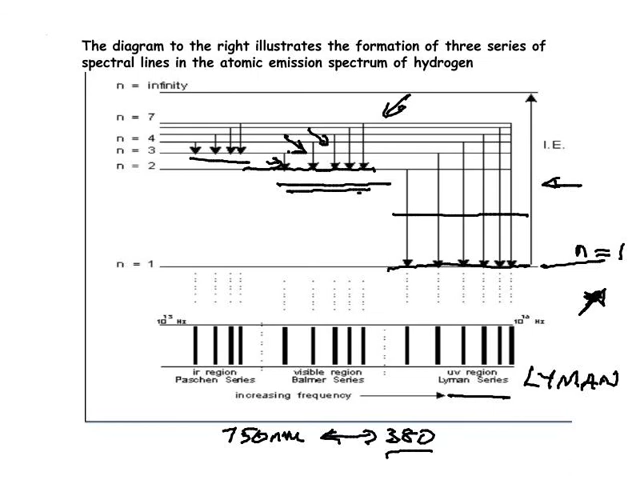 The diagram to the right illustrates the formation of three series of
spectral lines in the atomic emission spectrum of hydrogen
n = infinity
n = 7
n = 4
n = 3
n = 2
I.E.
n = 1
n = 1
10^13 Hz
10^16 Hz
ir region
Paschen Series
visible region
Balmer Series
uv region
Lyman Series
LYMAN
increasing frequency
750nm ↔ 380